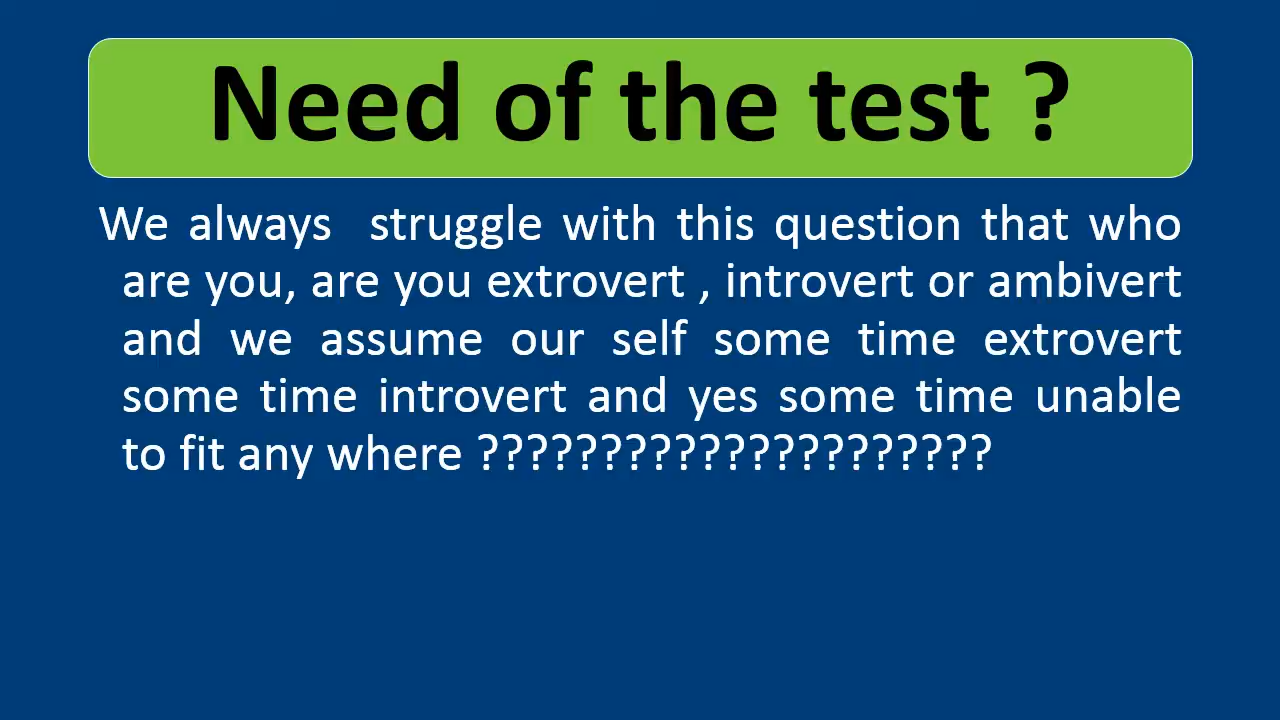 Need of the test ?
We always  struggle with this question that who
are you, are you extrovert , introvert or ambivert
and we assume our self some time extrovert
some time introvert and yes some time unable
to fit any where ????????????????????